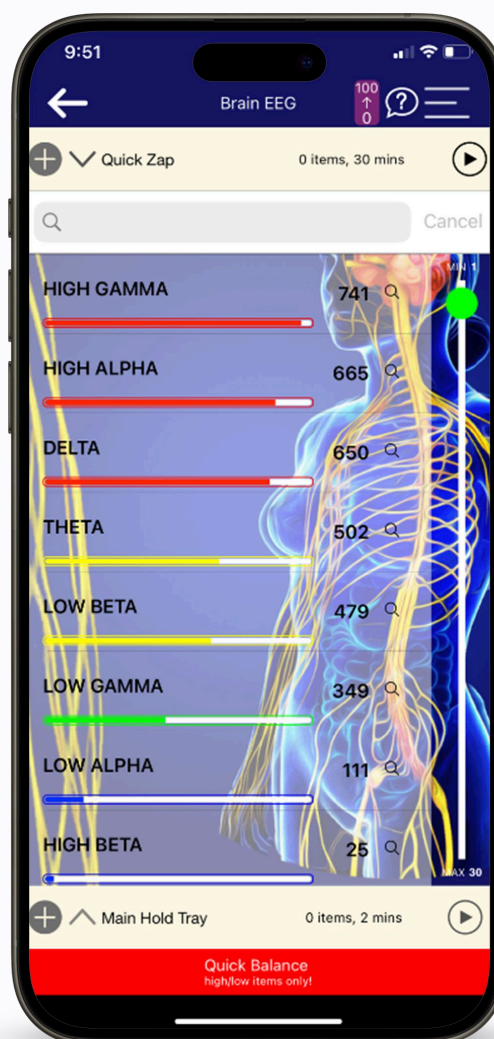 9:51
Brain EEG
100
↑
0
?
Quick Zap 0 items, 30 mins
Cancel
MIN 1
HIGH GAMMA 741
HIGH ALPHA 665
DELTA 650
THETA 502
LOW BETA 479
LOW GAMMA 349
LOW ALPHA 111
HIGH BETA 25
MAX 30
Main Hold Tray 0 items, 2 mins
Quick Balance
high/low items only!